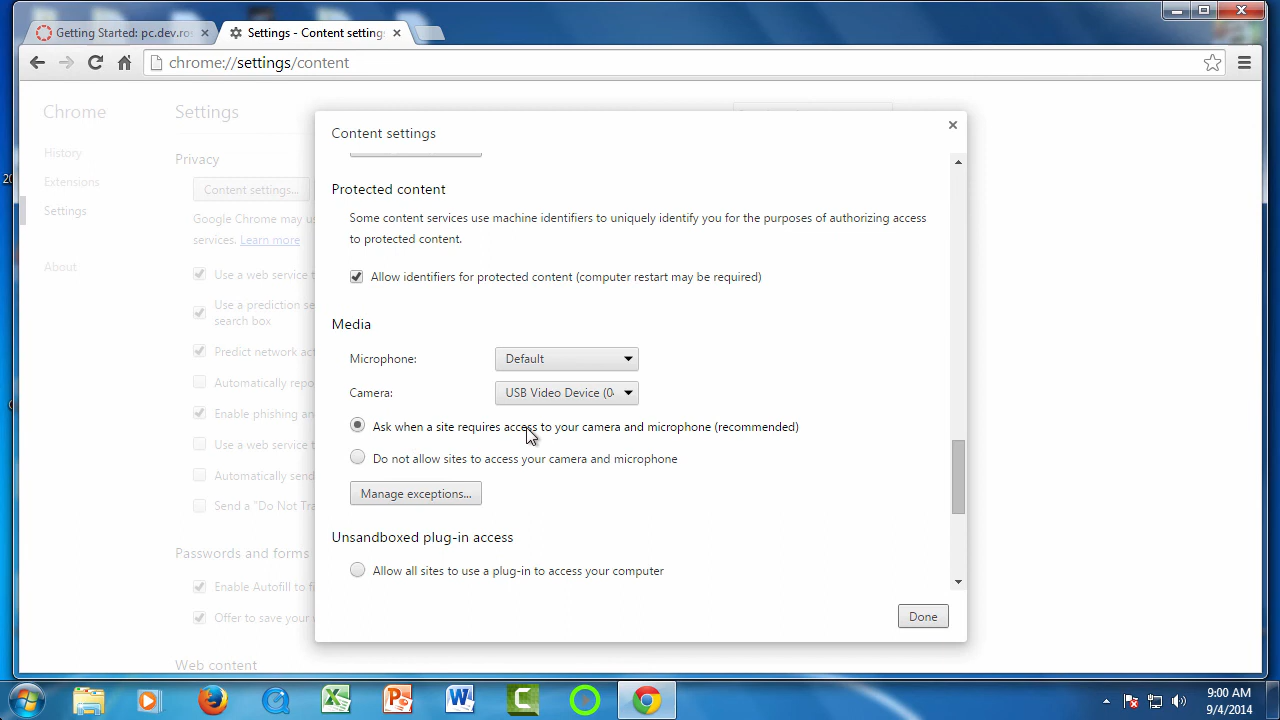 Getting Started: pc.dev.ros
Settings - Content setting
chrome://settings/content
Chrome
Settings
History
Extensions
Settings
About
Privacy
Content settings...
Google Chrome may us
services. Learn more
Use a web service t
Use a prediction se
search box
Predict network act
Automatically repo
Enable phishing an
Use a web service t
Automatically send
Send a "Do Not Tra
Passwords and forms
Enable Autofill to fi
Offer to save your
Web content
Content settings
Protected content
Some content services use machine identifiers to uniquely identify you for the purposes of authorizing access
to protected content.
Allow identifiers for protected content (computer restart may be required)
Media
Microphone: Default
Camera: USB Video Device (0
Ask when a site requires access to your camera and microphone (recommended)
Do not allow sites to access your camera and microphone
Manage exceptions...
Unsandboxed plug-in access
Allow all sites to use a plug-in to access your computer
Done
9:00 AM
9/4/2014